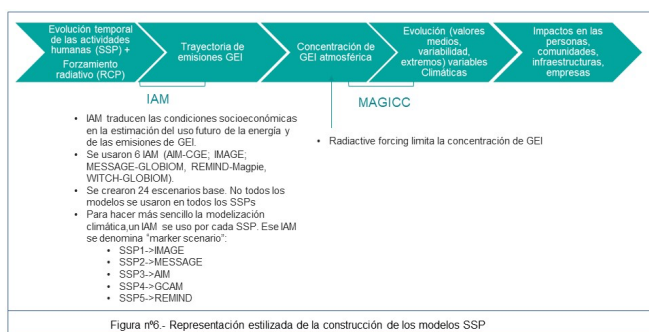 Evolución temporal
de las actividades
humanas (SSP) +
Forzamiento
radiativo (RCP)
Trayectoria de
emisiones GEI
Concentración de
GEI atmosférica
Evolución (valores
medios,
variabilidad,
extremos) variables
Climáticas
Impactos en las
personas,
comunidades,
infraestructuras,
empresas
IAM
MAGICC
• IAM traducen las condiciones socioeconómicas
en la estimación del uso futuro de la energía y
de las emisiones de GEI.
• Se usaron 6 IAM (AIM-CGE; IMAGE;
MESSAGE-GLOBIOM, REMIND-Magpie,
WITCH-GLOBIOM).
• Se crearon 24 escenarios base. No todos los
modelos se usaron en todos los SSPs
• Para hacer más sencillo la modelización
climática,un IAM se uso por cada SSP. Ese IAM
se denomina "marker scenario":
• SSP1->IMAGE
• SSP2->MESSAGE
• SSP3->AIM
• SSP4->GCAM
• SSP5->REMIND
• Radiactive forcing limita la concentración de GEI
Figura nº6.- Representación estilizada de la construcción de los modelos SSP